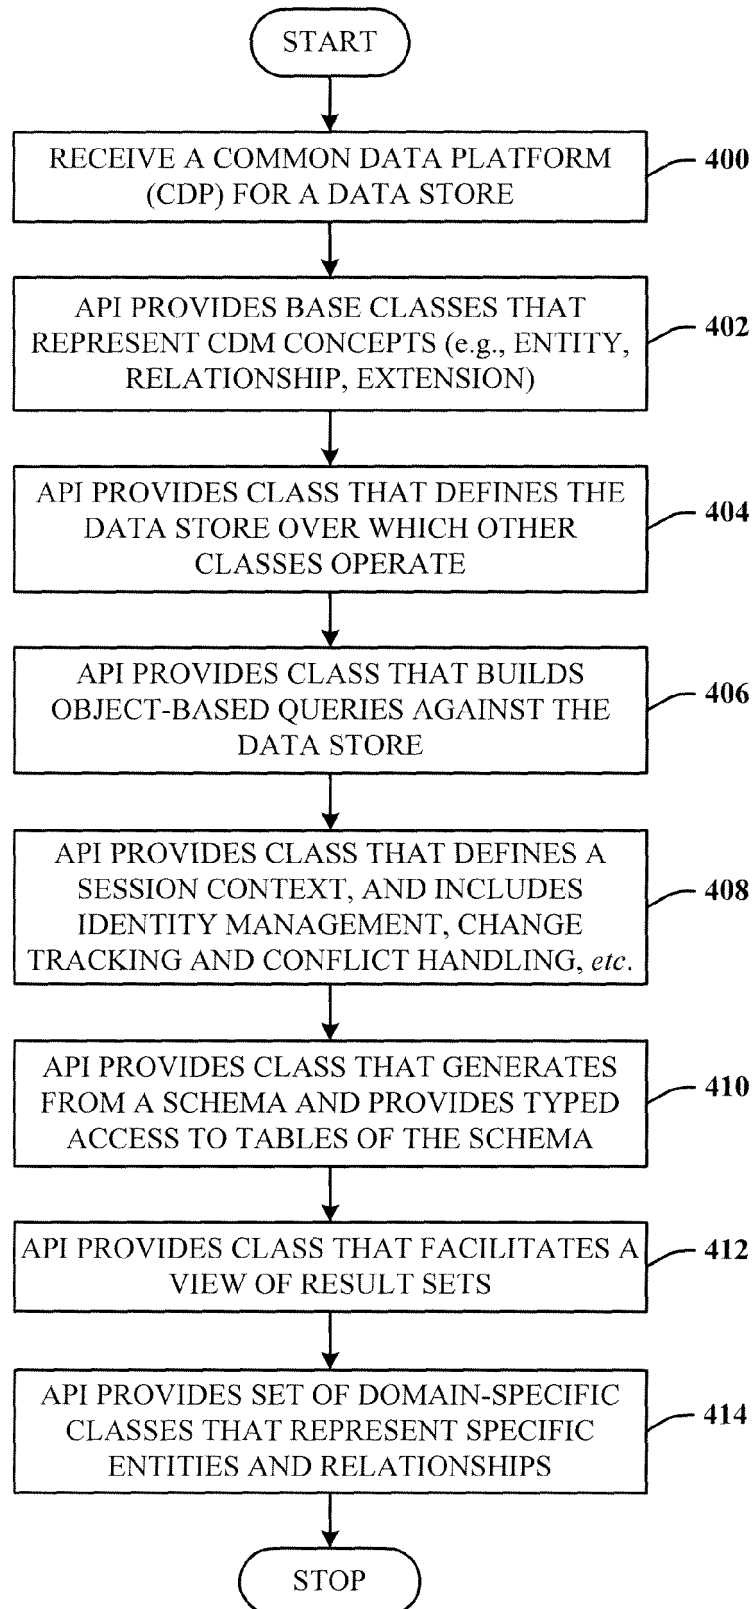 START
RECEIVE A COMMON DATA PLATFORM
(CDP) FOR A DATA STORE
400
API PROVIDES BASE CLASSES THAT
REPRESENT CDM CONCEPTS (e.g., ENTITY,
RELATIONSHIP, EXTENSION)
402
API PROVIDES CLASS THAT DEFINES THE
DATA STORE OVER WHICH OTHER
CLASSES OPERATE
404
API PROVIDES CLASS THAT BUILDS
OBJECT-BASED QUERIES AGAINST THE
DATA STORE
406
API PROVIDES CLASS THAT DEFINES A
SESSION CONTEXT, AND INCLUDES
IDENTITY MANAGEMENT, CHANGE
TRACKING AND CONFLICT HANDLING, etc.
408
API PROVIDES CLASS THAT GENERATES
FROM A SCHEMA AND PROVIDES TYPED
ACCESS TO TABLES OF THE SCHEMA
410
API PROVIDES CLASS THAT FACILITATES A
VIEW OF RESULT SETS
412
API PROVIDES SET OF DOMAIN-SPECIFIC
CLASSES THAT REPRESENT SPECIFIC
ENTITIES AND RELATIONSHIPS
414
STOP